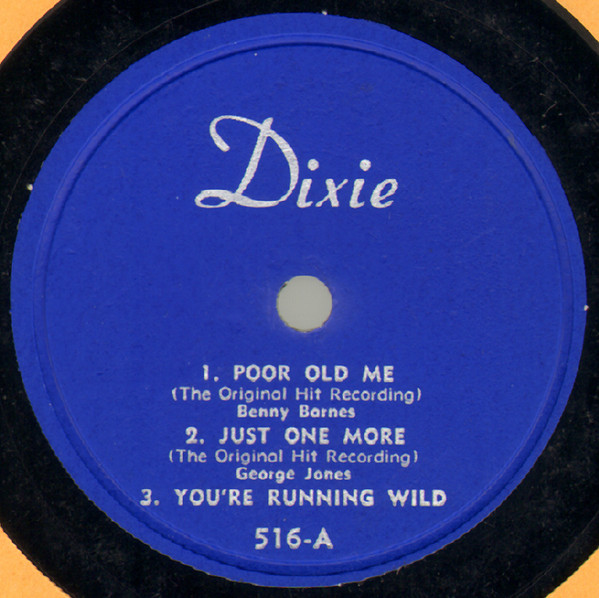 Dixie
1. POOR OLD ME
(The Original Hit Recording)
Benny Barnes
2. JUST ONE MORE
(The Original Hit Recording)
George Jones
3. YOU'RE RUNNING WILD
516-A